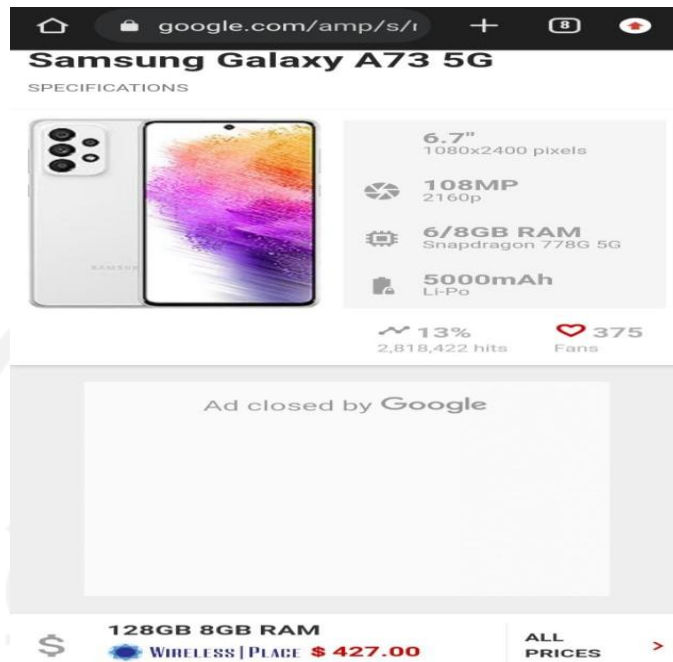 google.com/amp/s/
8
Samsung Galaxy A73 5G
SPECIFICATIONS
SAMSUNG
6.7"
1080x2400 pixels
108MP
2160p
6/8GB RAM
Snapdragon 778G 5G
5000mAh
Li-Po
13%
2,818,422 hits
375
Fans
Ad closed by Google
$
128GB 8GB RAM
WIRELESS|PLACE $ 427.00
ALL
PRICES >